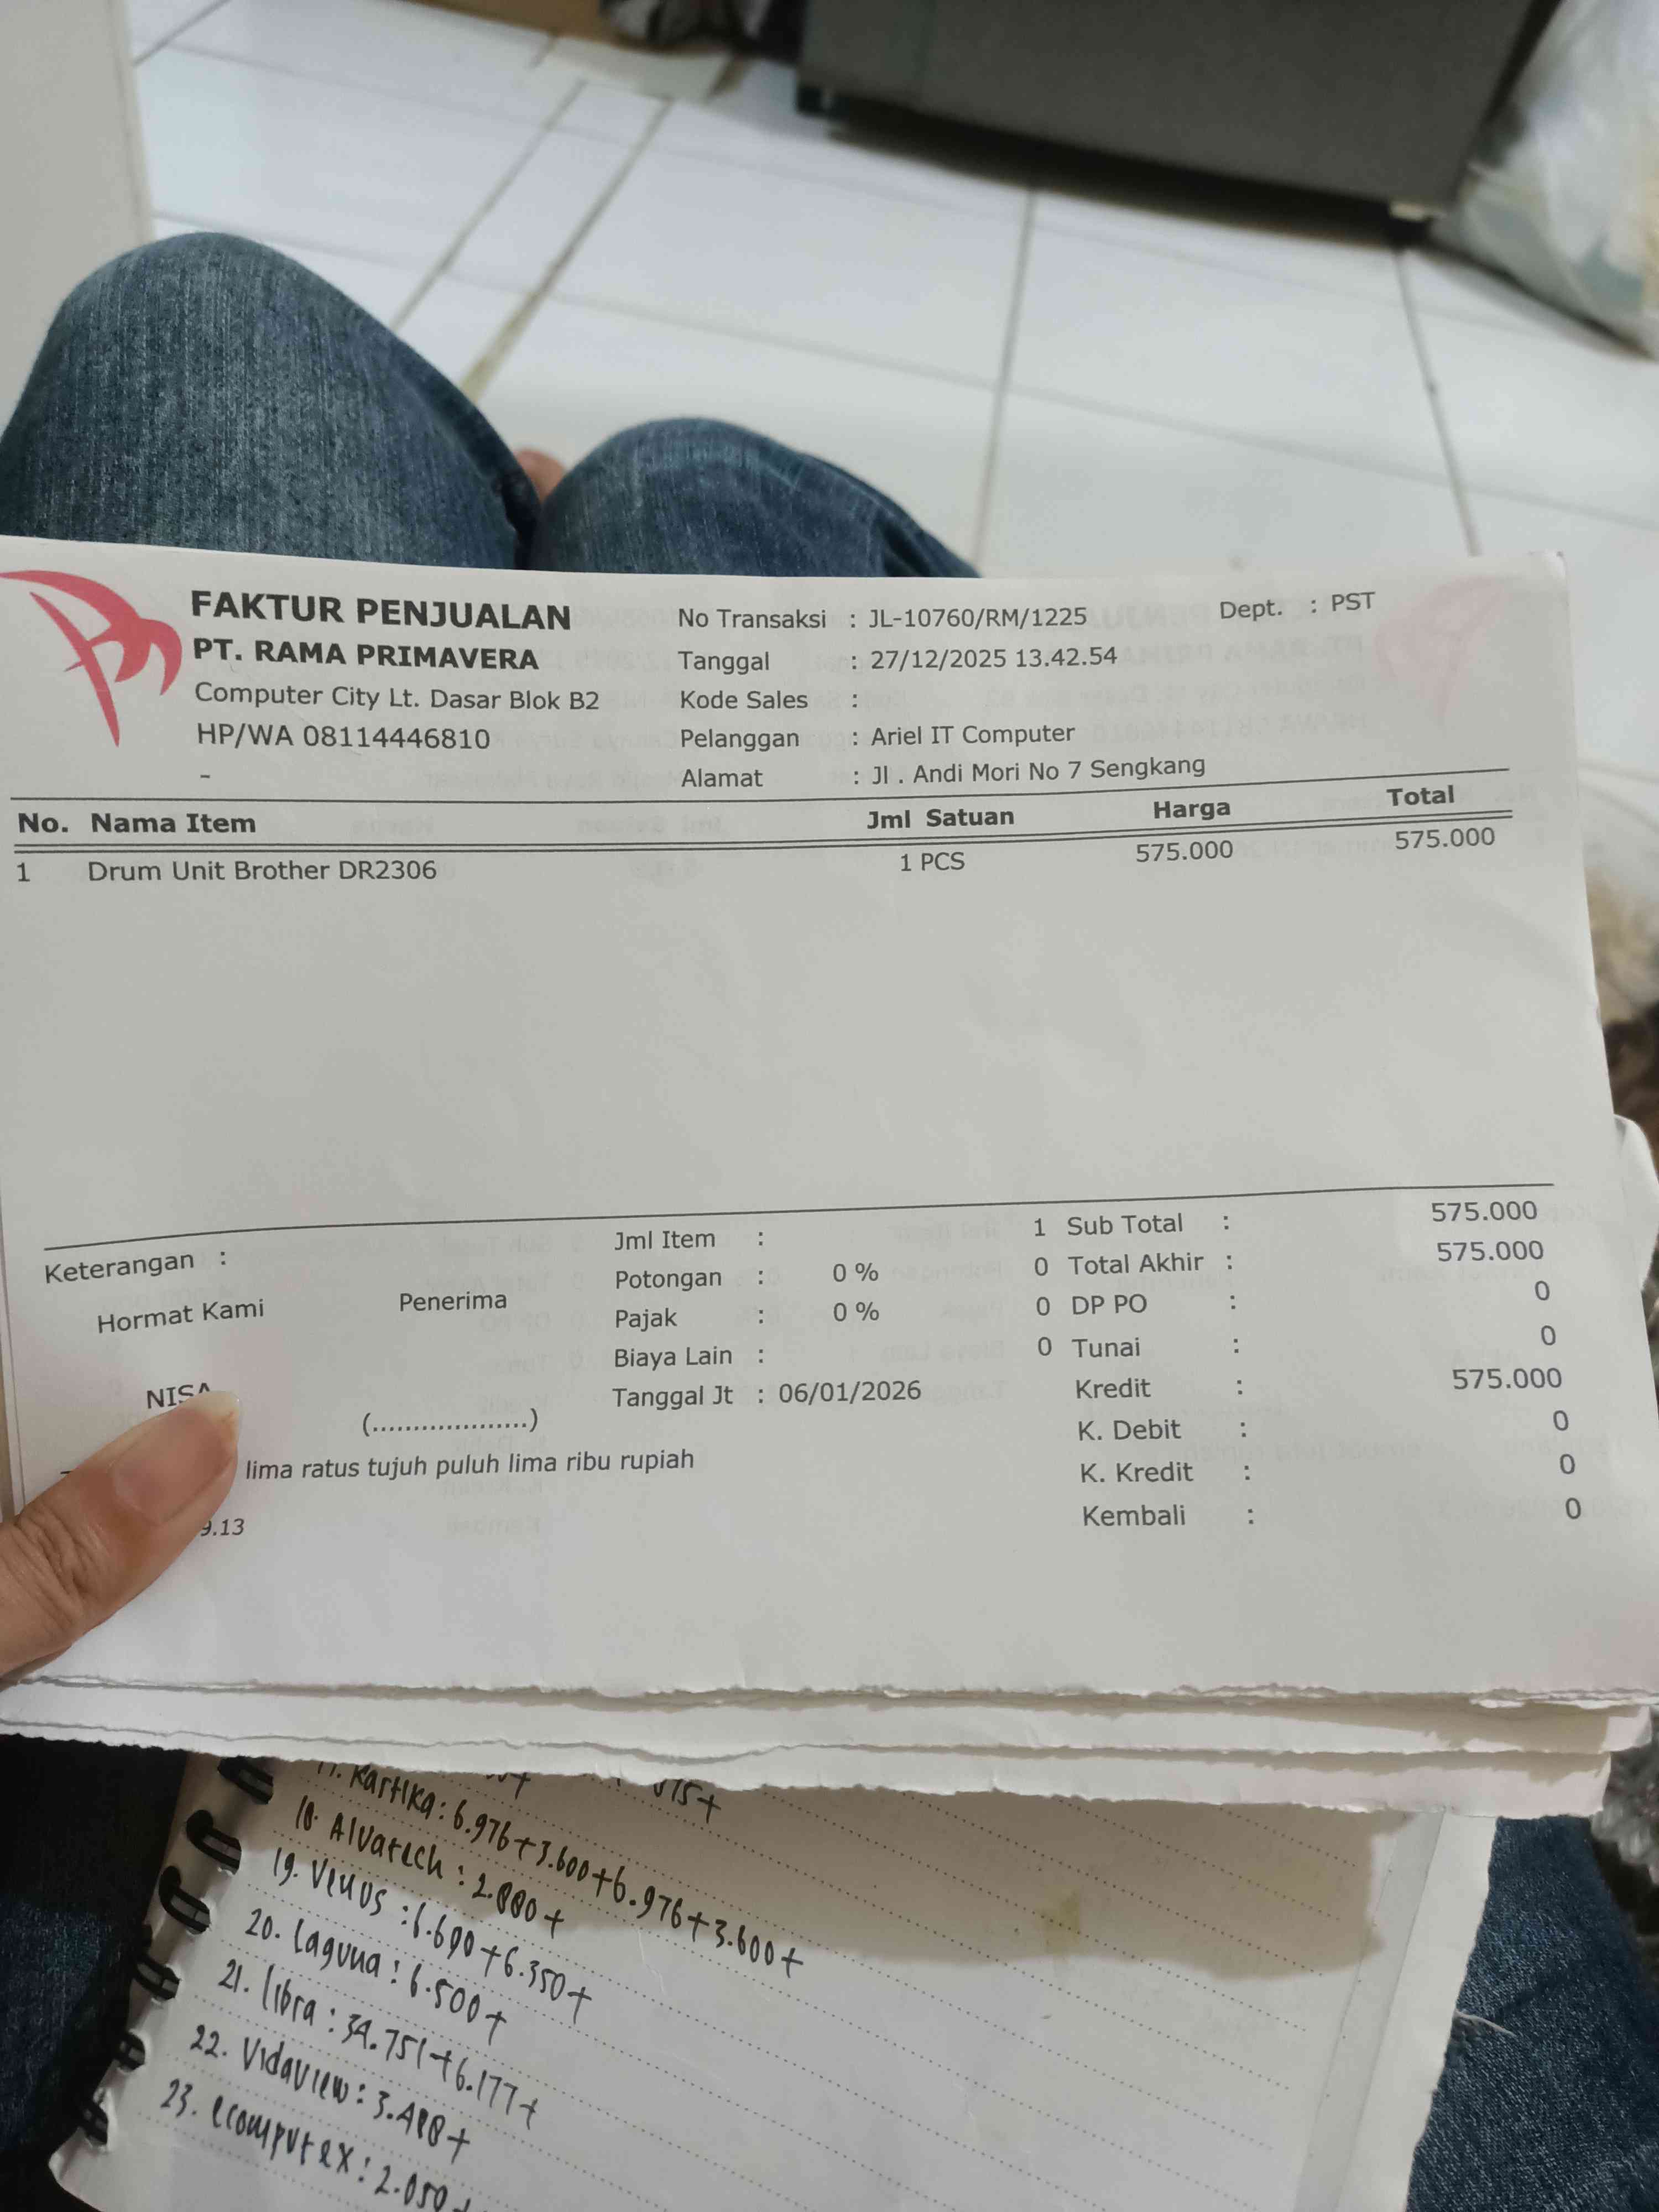 FAKTUR PENJUALAN
PT. RAMA PRIMAVERA
Computer City Lt. Dasar Blok B2
HP/WA 08114446810
-
No Transaksi : JL-10760/RM/1225
Tanggal : 27/12/2025 13.42.54
Kode Sales :
Pelanggan : Ariel IT Computer
Alamat : Jl . Andi Mori No 7 Sengkang
Dept. : PST
No. Nama Item Jml Satuan Harga Total
1 Drum Unit Brother DR2306 1 PCS 575.000 575.000
Keterangan :
Hormat Kami Penerima
NISA
(...................)
lima ratus tujuh puluh lima ribu rupiah
9.13
Jml Item : 1
Potongan : 0 % 0
Pajak : 0 % 0
Biaya Lain : 0
Tanggal Jt : 06/01/2026
Sub Total : 575.000
Total Akhir : 575.000
DP PO : 0
Tunai : 0
Kredit : 575.000
K. Debit : 0
K. Kredit : 0
Kembali : 0
Kartika : 6.976+3.600+6.976+3.600+
18. Alvatech : 2.880+
19. Venus : 6.690+6.350+
20. Laguna : 6.500+
21. libra : 34.751+6.177+
22. Vidaview : 3.488+
23. ecomputex : 2.050+